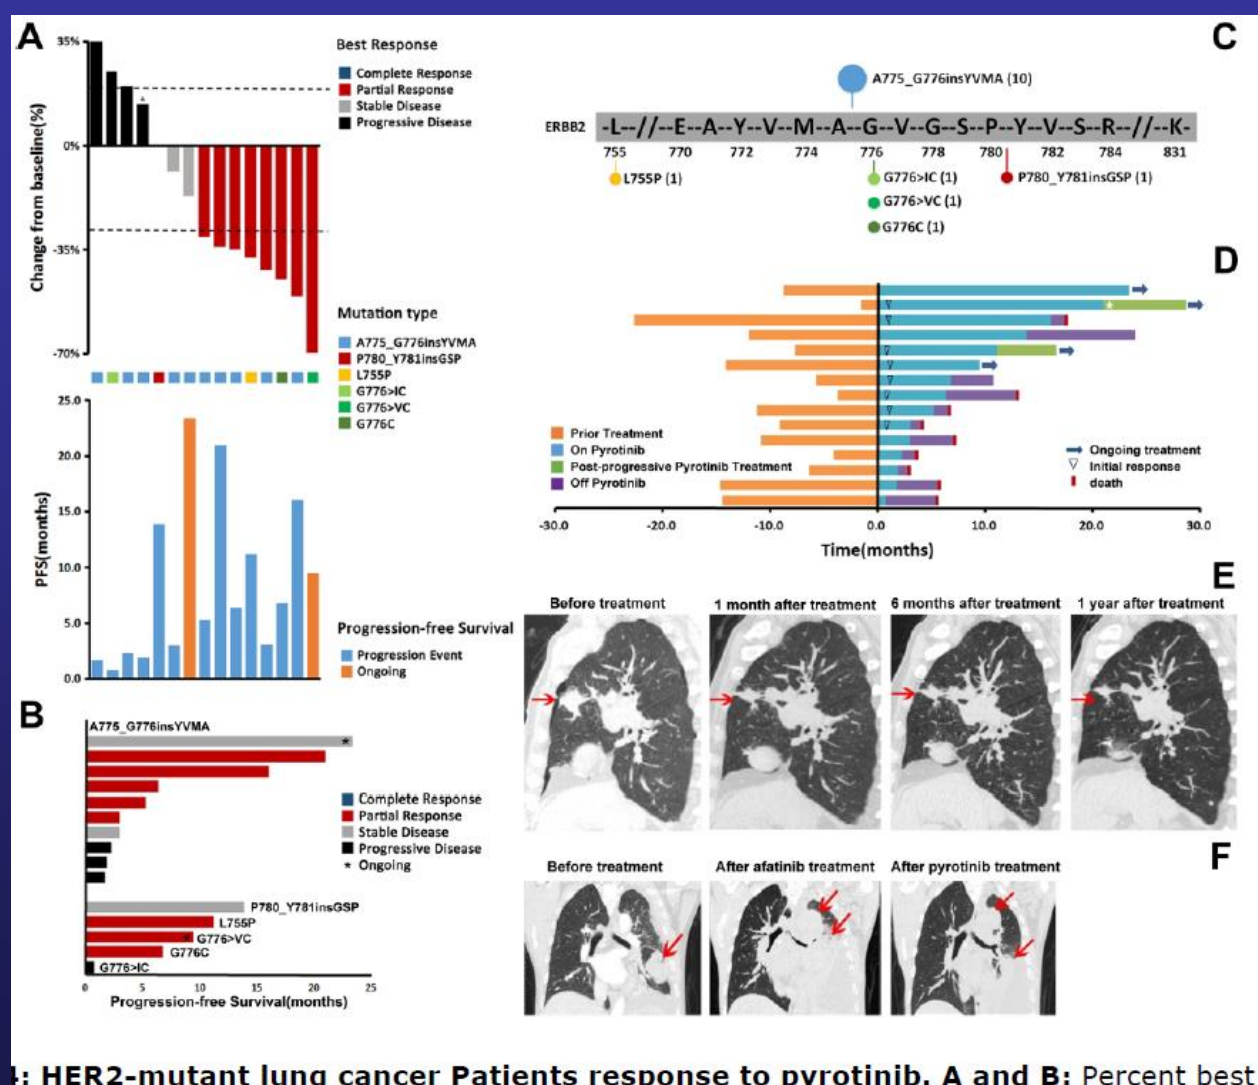 A
35%
0%
-35%
-70%
Change from baseline(%)
Best Response
Complete Response
Partial Response
Stable Disease
Progressive Disease
Mutation type
A775_G776insYVMA
P780_Y781insGSP
L755P
G776>IC
G776>VC
G776C
25.0
20.0
15.0
10.0
5.0
0.0
PFS(months)
Progression-free Survival
Progression Event
Ongoing
B
A775_G776insYVMA
Complete Response
Partial Response
Stable Disease
Progressive Disease
* Ongoing
P780_Y781insGSP
L755P
G776>VC
G776C
G776>IC
0 5 10 15 20 25
Progression-free Survival(months)
C
A775_G776insYVMA (10)
ERBB2
-L--//--E--A--Y--V--M--A--G--V--G--S--P--Y--V--S--R--//--K-
755 770 772 774 776 778 780 782 784 831
L755P (1)
G776>IC (1)
P780_Y781insGSP (1)
G776>VC (1)
G776C (1)
D
Prior Treatment
On Pyrotinib
Post-progressive Pyrotinib Treatment
Off Pyrotinib
Ongoing treatment
Initial response
death
-30.0 -20.0 -10.0 0.0 10.0 20.0 30.0
Time(months)
E
Before treatment
1 month after treatment
6 months after treatment
1 year after treatment
F
Before treatment
After afatinib treatment
After pyrotinib treatment
4: HER2-mutant lung cancer Patients response to pyrotinib. A and B: Percent best